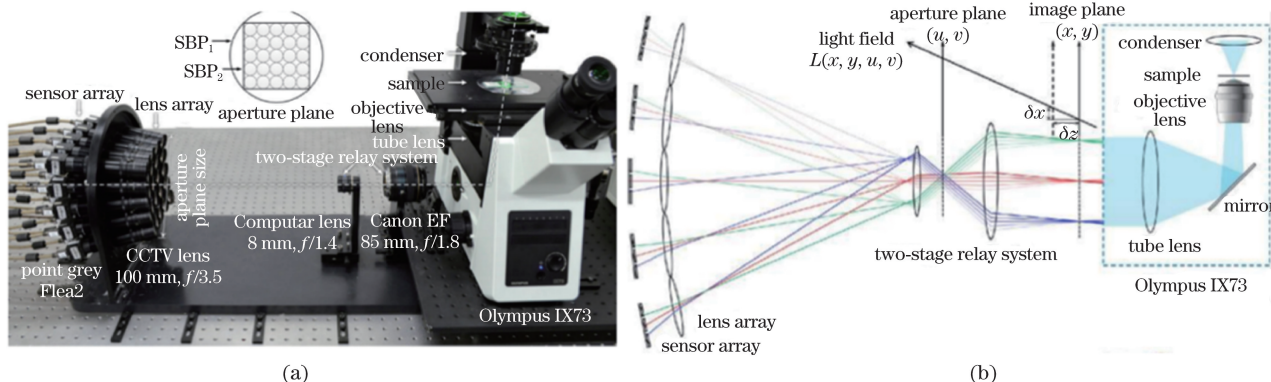 SBP₁
SBP₂
aperture plane
condenser
sample
objective
lens
tube lens
sensor array
lens array
two-stage relay system
aperture
plane size
Computar lens
8 mm, f/1.4
Canon EF
85 mm, f/1.8
CCTV lens
100 mm, f/3.5
point grey
Flea2
Olympus IX73
(a)
aperture plane
(u, v)
image plane
(x, y)
light field
L(x, y, u, v)
δx
δz
condenser
sample
objective
lens
mirror
tube lens
two-stage relay system
Olympus IX73
lens array
sensor array
(b)